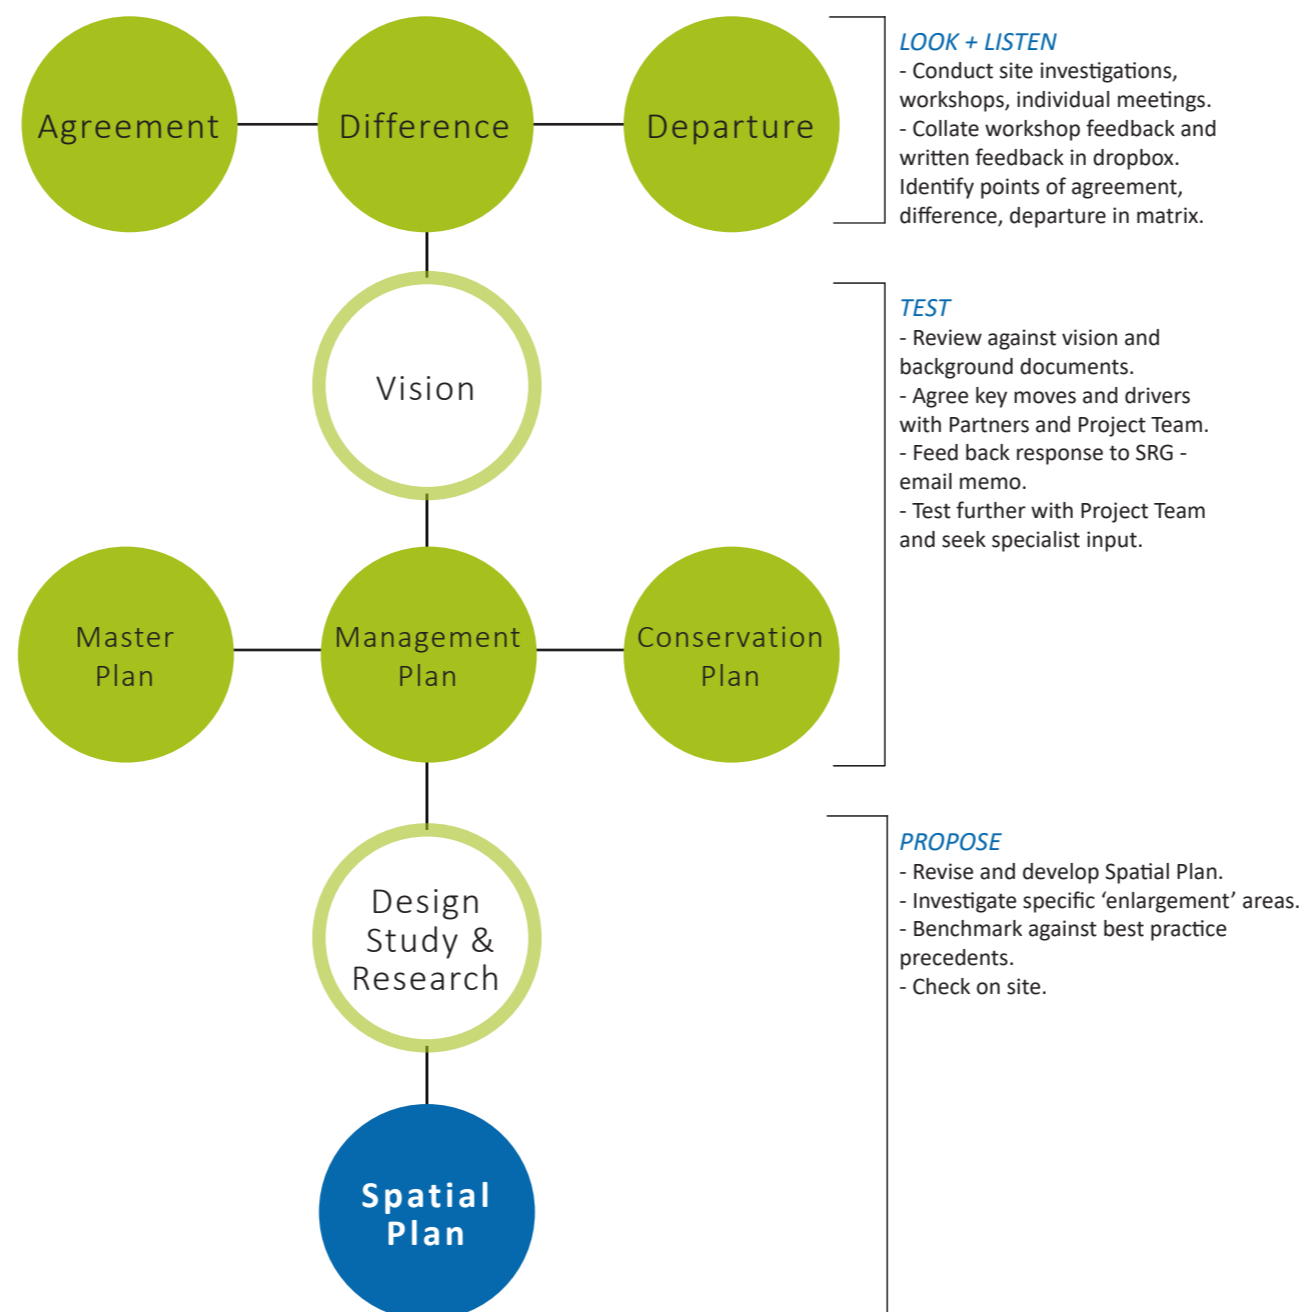 Agreement
Difference
Departure
LOOK + LISTEN
- Conduct site investigations,
workshops, individual meetings.
- Collate workshop feedback and
written feedback in dropbox.
Identify points of agreement,
difference, departure in matrix.
Vision
TEST
- Review against vision and
background documents.
- Agree key moves and drivers
with Partners and Project Team.
- Feed back response to SRG -
email memo.
- Test further with Project Team
and seek specialist input.
Master
Plan
Management
Plan
Conservation
Plan
Design
Study &
Research
PROPOSE
- Revise and develop Spatial Plan.
- Investigate specific ‘enlargement’ areas.
- Benchmark against best practice
precedents.
- Check on site.
Spatial
Plan